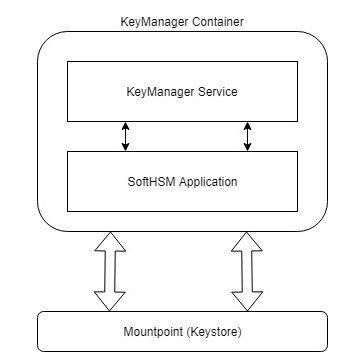 KeyManager Container
KeyManager Service
SoftHSM Application
Mountpoint (Keystore)